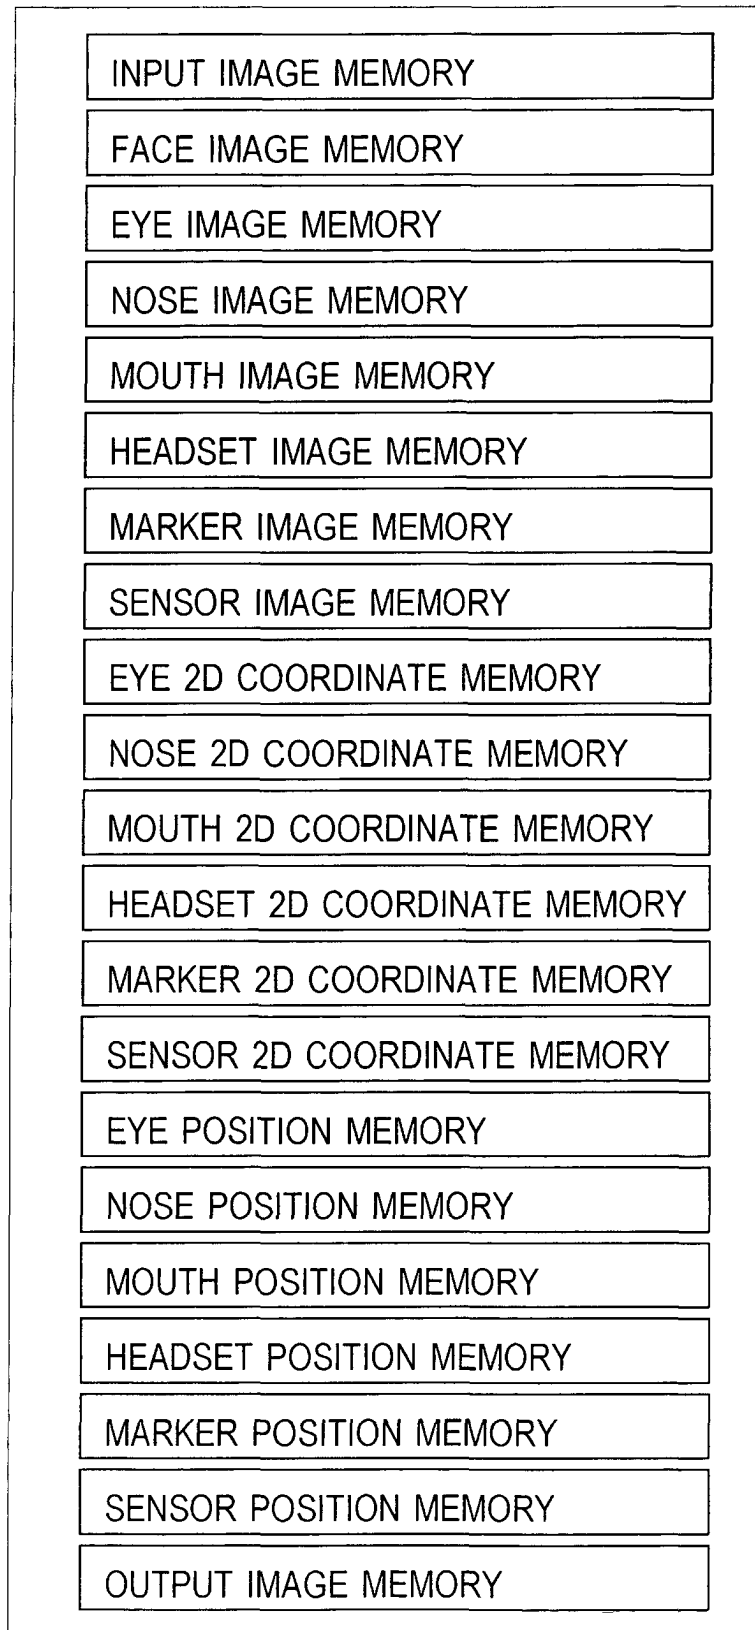 INPUT IMAGE MEMORY
FACE IMAGE MEMORY
EYE IMAGE MEMORY
NOSE IMAGE MEMORY
MOUTH IMAGE MEMORY
HEADSET IMAGE MEMORY
MARKER IMAGE MEMORY
SENSOR IMAGE MEMORY
EYE 2D COORDINATE MEMORY
NOSE 2D COORDINATE MEMORY
MOUTH 2D COORDINATE MEMORY
HEADSET 2D COORDINATE MEMORY
MARKER 2D COORDINATE MEMORY
SENSOR 2D COORDINATE MEMORY
EYE POSITION MEMORY
NOSE POSITION MEMORY
MOUTH POSITION MEMORY
HEADSET POSITION MEMORY
MARKER POSITION MEMORY
SENSOR POSITION MEMORY
OUTPUT IMAGE MEMORY